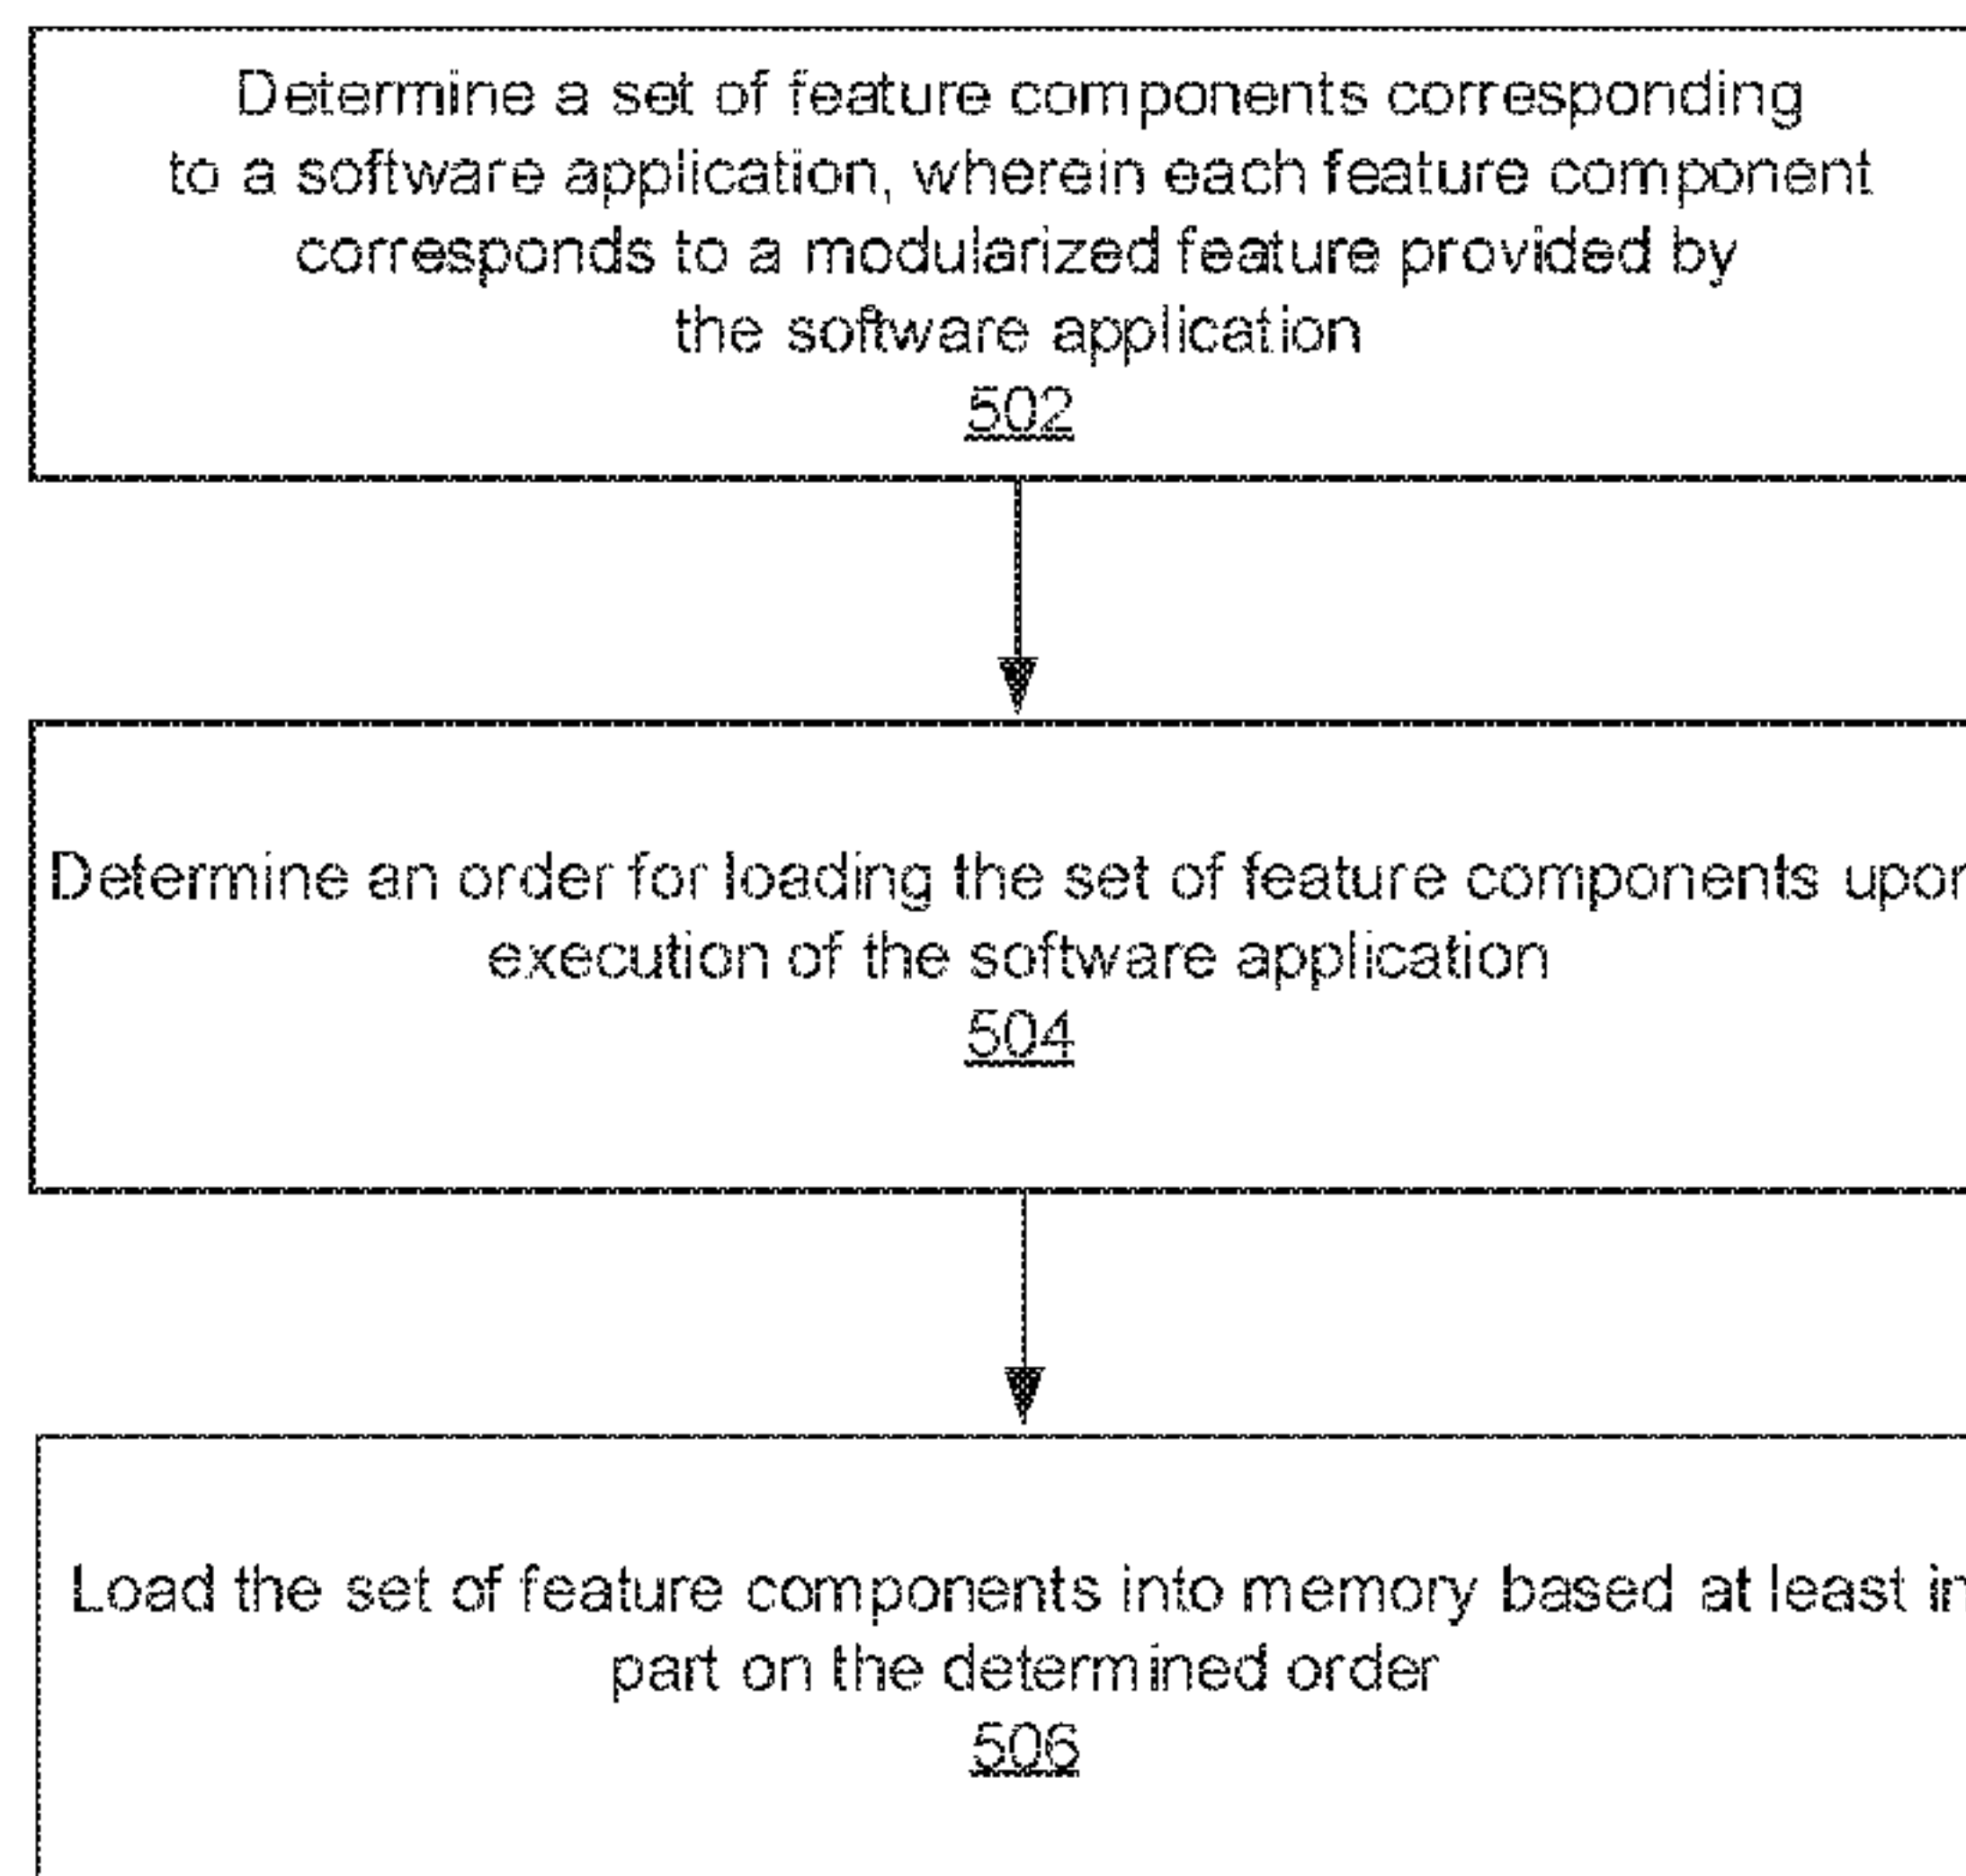 Determine a set of feature components corresponding
to a software application, wherein each feature component
corresponds to a modularized feature provided by
the software application
502
Determine an order for loading the set of feature components upon
execution of the software application
504
Load the set of feature components into memory based at least in
part on the determined order
506